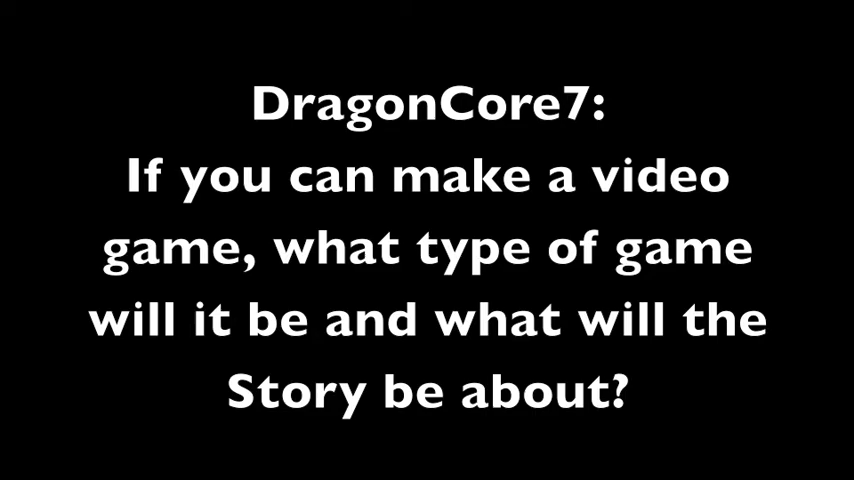 DragonCore7:
If you can make a video
game, what type of game
will it be and what will the
Story be about?